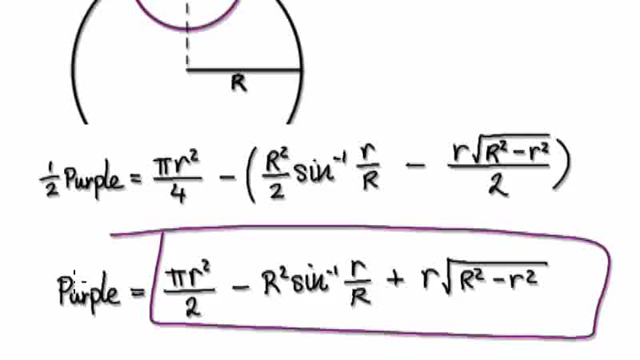 R
½ Purple = πr²/4 − (R²/2 sin⁻¹ r/R − r√(R²−r²)/2)
Purple = πr²/2 − R² sin⁻¹ r/R + r√(R²−r²)